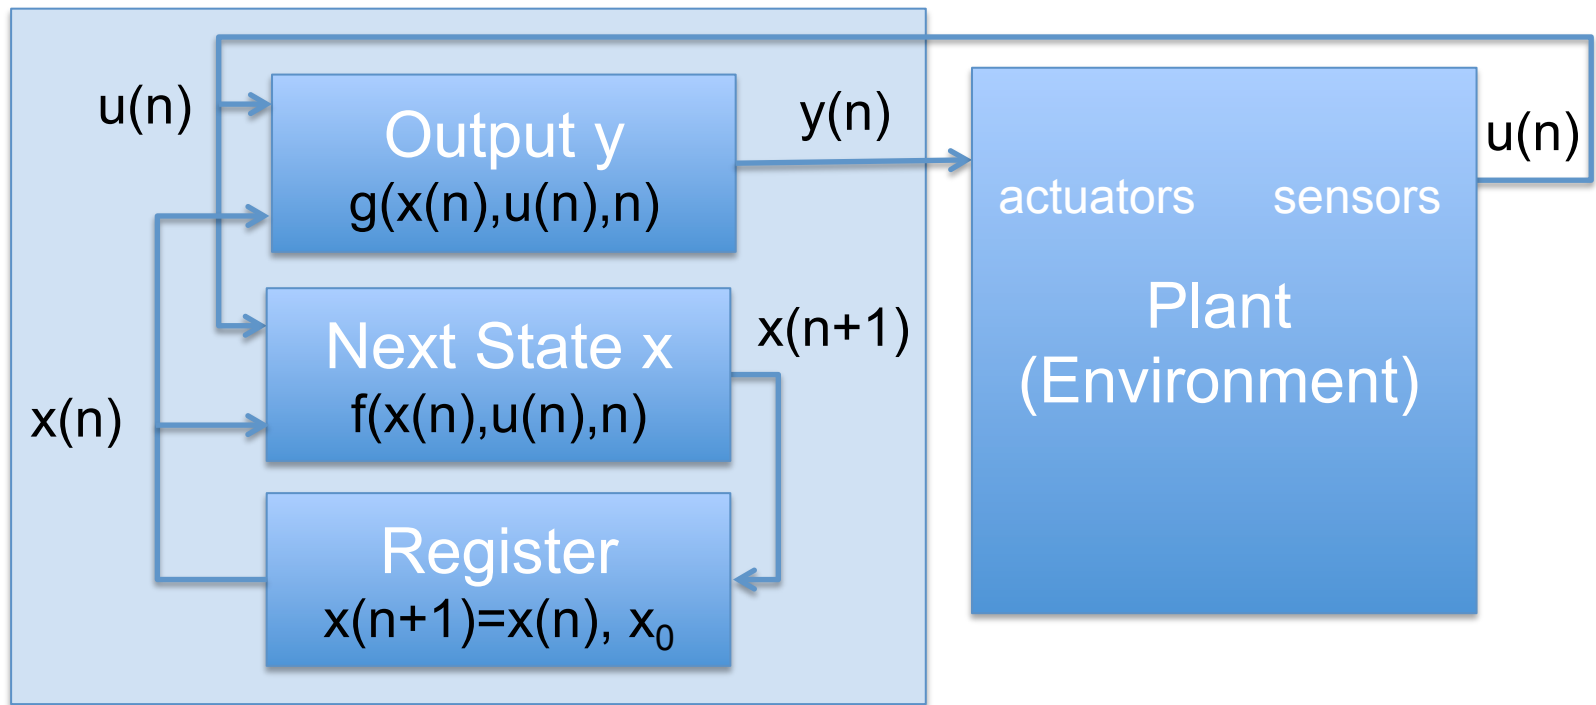 u(n)
Output y
g(x(n),u(n),n)
y(n)
Next State x
f(x(n),u(n),n)
x(n+1)
x(n)
Register
x(n+1)=x(n), x₀
actuators sensors
Plant
(Environment)
u(n)